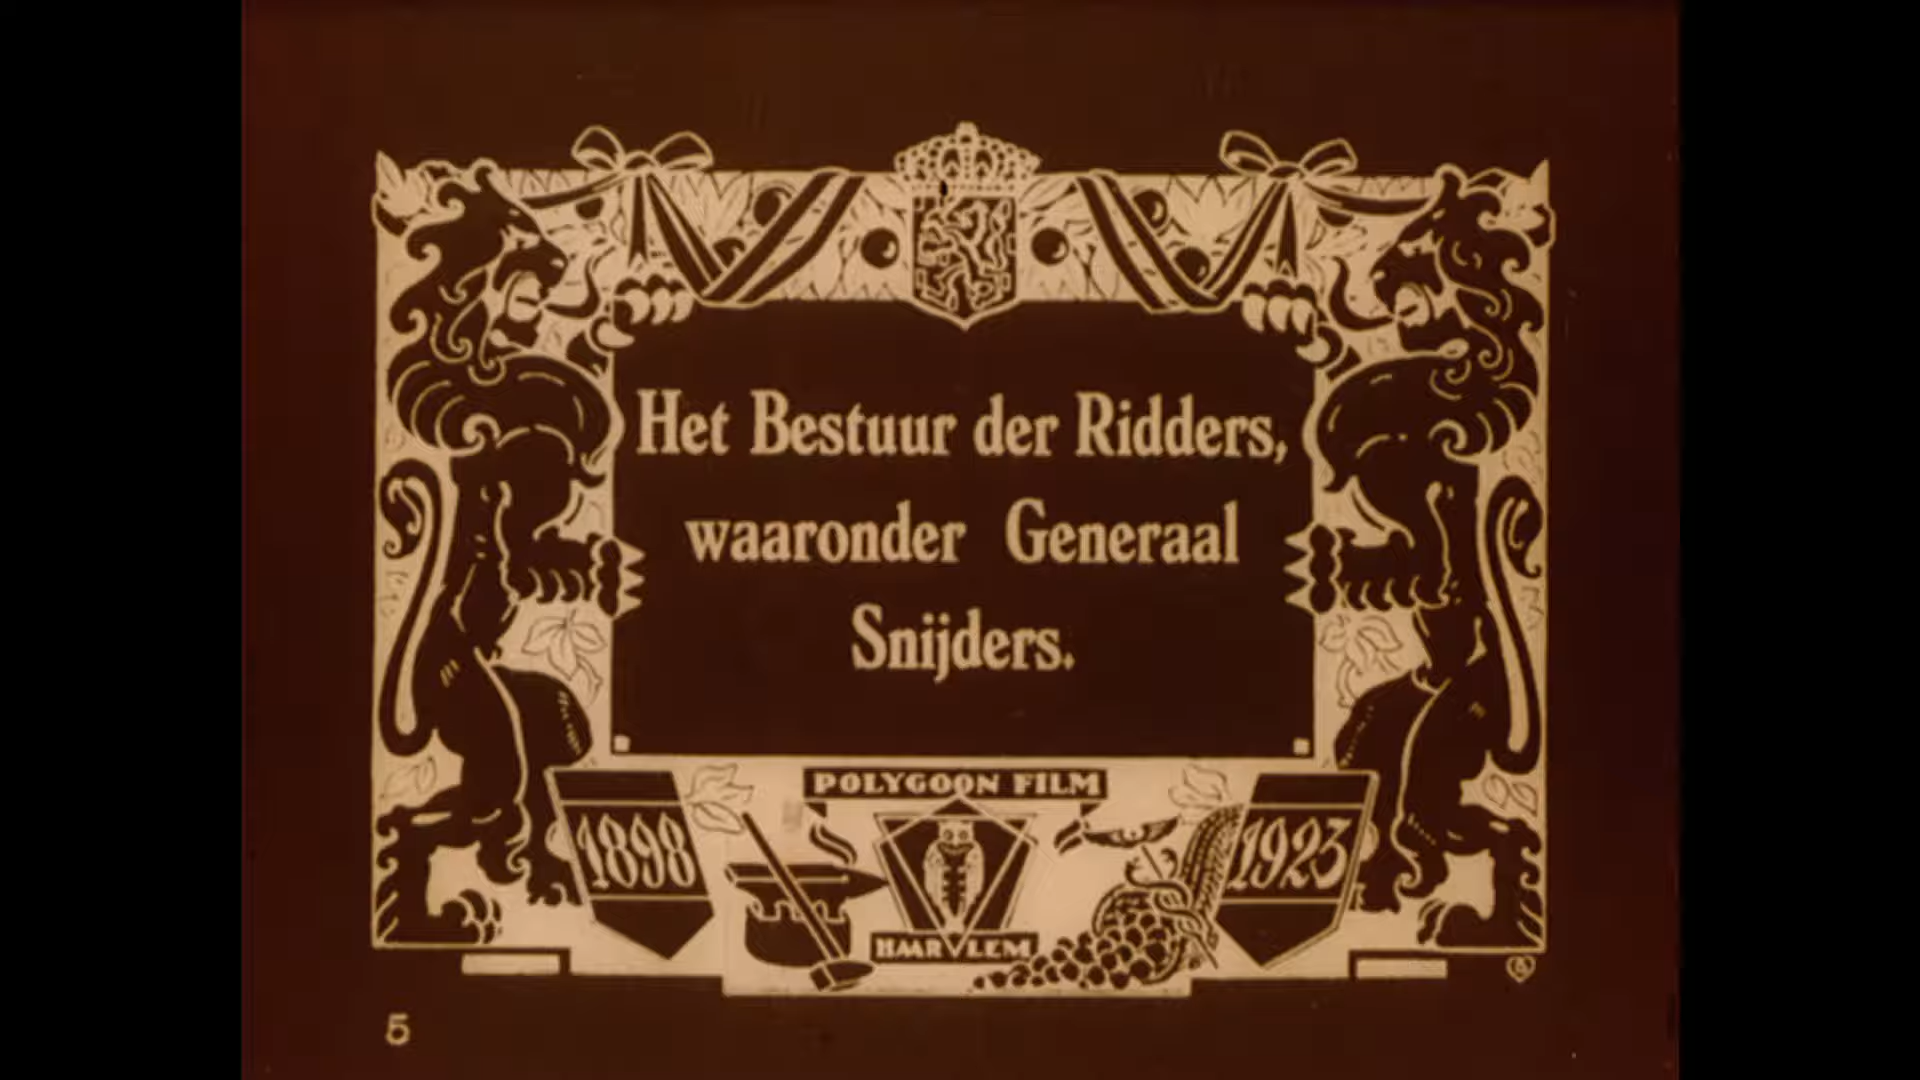 Het Bestuur der Ridders,
waaronder Generaal
Snijders.
POLYGOON FILM
1898
1923
HAARLEM
5